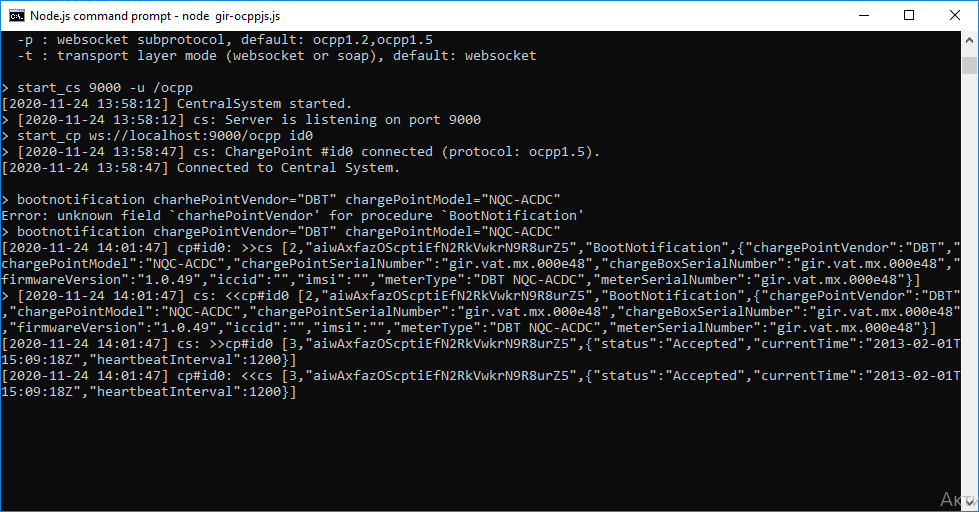 Node.js command prompt - node  gir-ocppjs.js
-p : websocket subprotocol, default: ocpp1.2,ocpp1.5
-t : transport layer mode (websocket or soap), default: websocket
> start_cs 9000 -u /ocpp
[2020-11-24 13:58:12] CentralSystem started.
> [2020-11-24 13:58:12] cs: Server is listening on port 9000
> start_cp ws://localhost:9000/ocpp id0
> [2020-11-24 13:58:47] cs: ChargePoint #id0 connected (protocol: ocpp1.5).
[2020-11-24 13:58:47] Connected to Central System.
> bootnotification charhePointVendor="DBT" chargePointModel="NQC-ACDC"
Error: unknown field `charhePointVendor' for procedure `BootNotification'
> bootnotification chargePointVendor="DBT" chargePointModel="NQC-ACDC"
[2020-11-24 14:01:47] cp#id0: >>cs [2,"aiwAxfazOScptiEfN2RkVwkrN9R8urZ5","BootNotification",{"chargePointVendor":"DBT","
chargePointModel":"NQC-ACDC","chargePointSerialNumber":"gir.vat.mx.000e48","chargeBoxSerialNumber":"gir.vat.mx.000e48","
firmwareVersion":"1.0.49","iccid":"","imsi":"","meterType":"DBT NQC-ACDC","meterSerialNumber":"gir.vat.mx.000e48"}]
> [2020-11-24 14:01:47] cs: <<cp#id0 [2,"aiwAxfazOScptiEfN2RkVwkrN9R8urZ5","BootNotification",{"chargePointVendor":"DBT"
,"chargePointModel":"NQC-ACDC","chargePointSerialNumber":"gir.vat.mx.000e48","chargeBoxSerialNumber":"gir.vat.mx.000e48"
,"firmwareVersion":"1.0.49","iccid":"","imsi":"","meterType":"DBT NQC-ACDC","meterSerialNumber":"gir.vat.mx.000e48"}]
[2020-11-24 14:01:47] cs: >>cp#id0 [3,"aiwAxfazOScptiEfN2RkVwkrN9R8urZ5",{"status":"Accepted","currentTime":"2013-02-01T
15:09:18Z","heartbeatInterval":1200}]
[2020-11-24 14:01:47] cp#id0: <<cs [3,"aiwAxfazOScptiEfN2RkVwkrN9R8urZ5",{"status":"Accepted","currentTime":"2013-02-01T
15:09:18Z","heartbeatInterval":1200}]